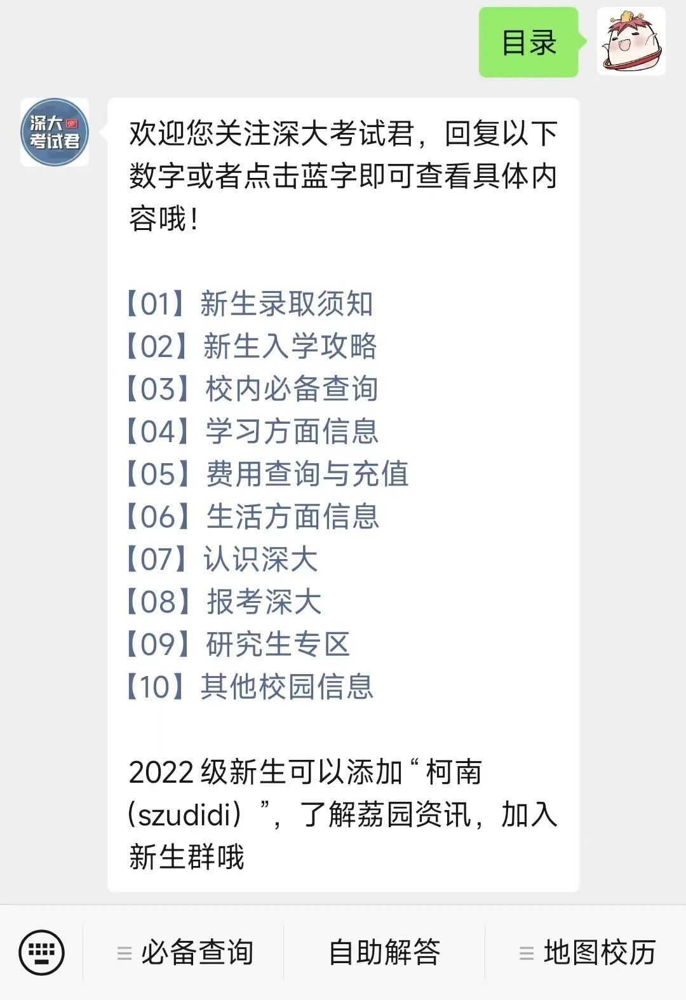 目录
深大
考试君
欢迎您关注深大考试君，回复以下
数字或者点击蓝字即可查看具体内
容哦！
【01】新生录取须知
【02】新生入学攻略
【03】校内必备查询
【04】学习方面信息
【05】费用查询与充值
【06】生活方面信息
【07】认识深大
【08】报考深大
【09】研究生专区
【10】其他校园信息
2022级新生可以添加“柯南
(szudidi）”，了解荔园资讯，加入
新生群哦
必备查询
自助解答
地图校历